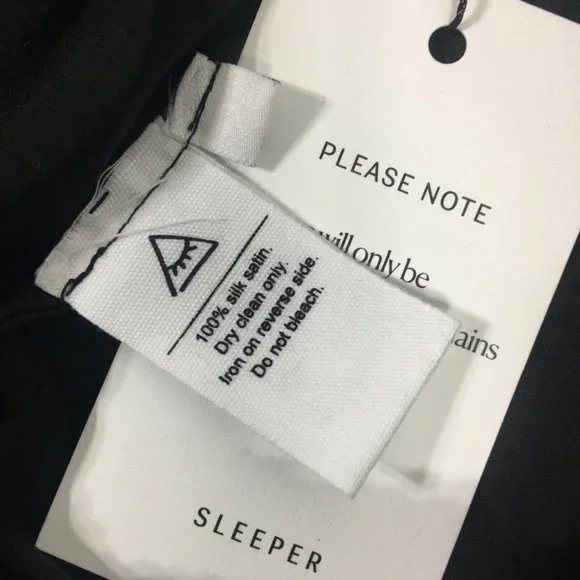 PLEASE NOTE
will only be
ains
100% silk satin.
Dry clean only.
Iron on reverse side.
Do not bleach.
SLEEPER